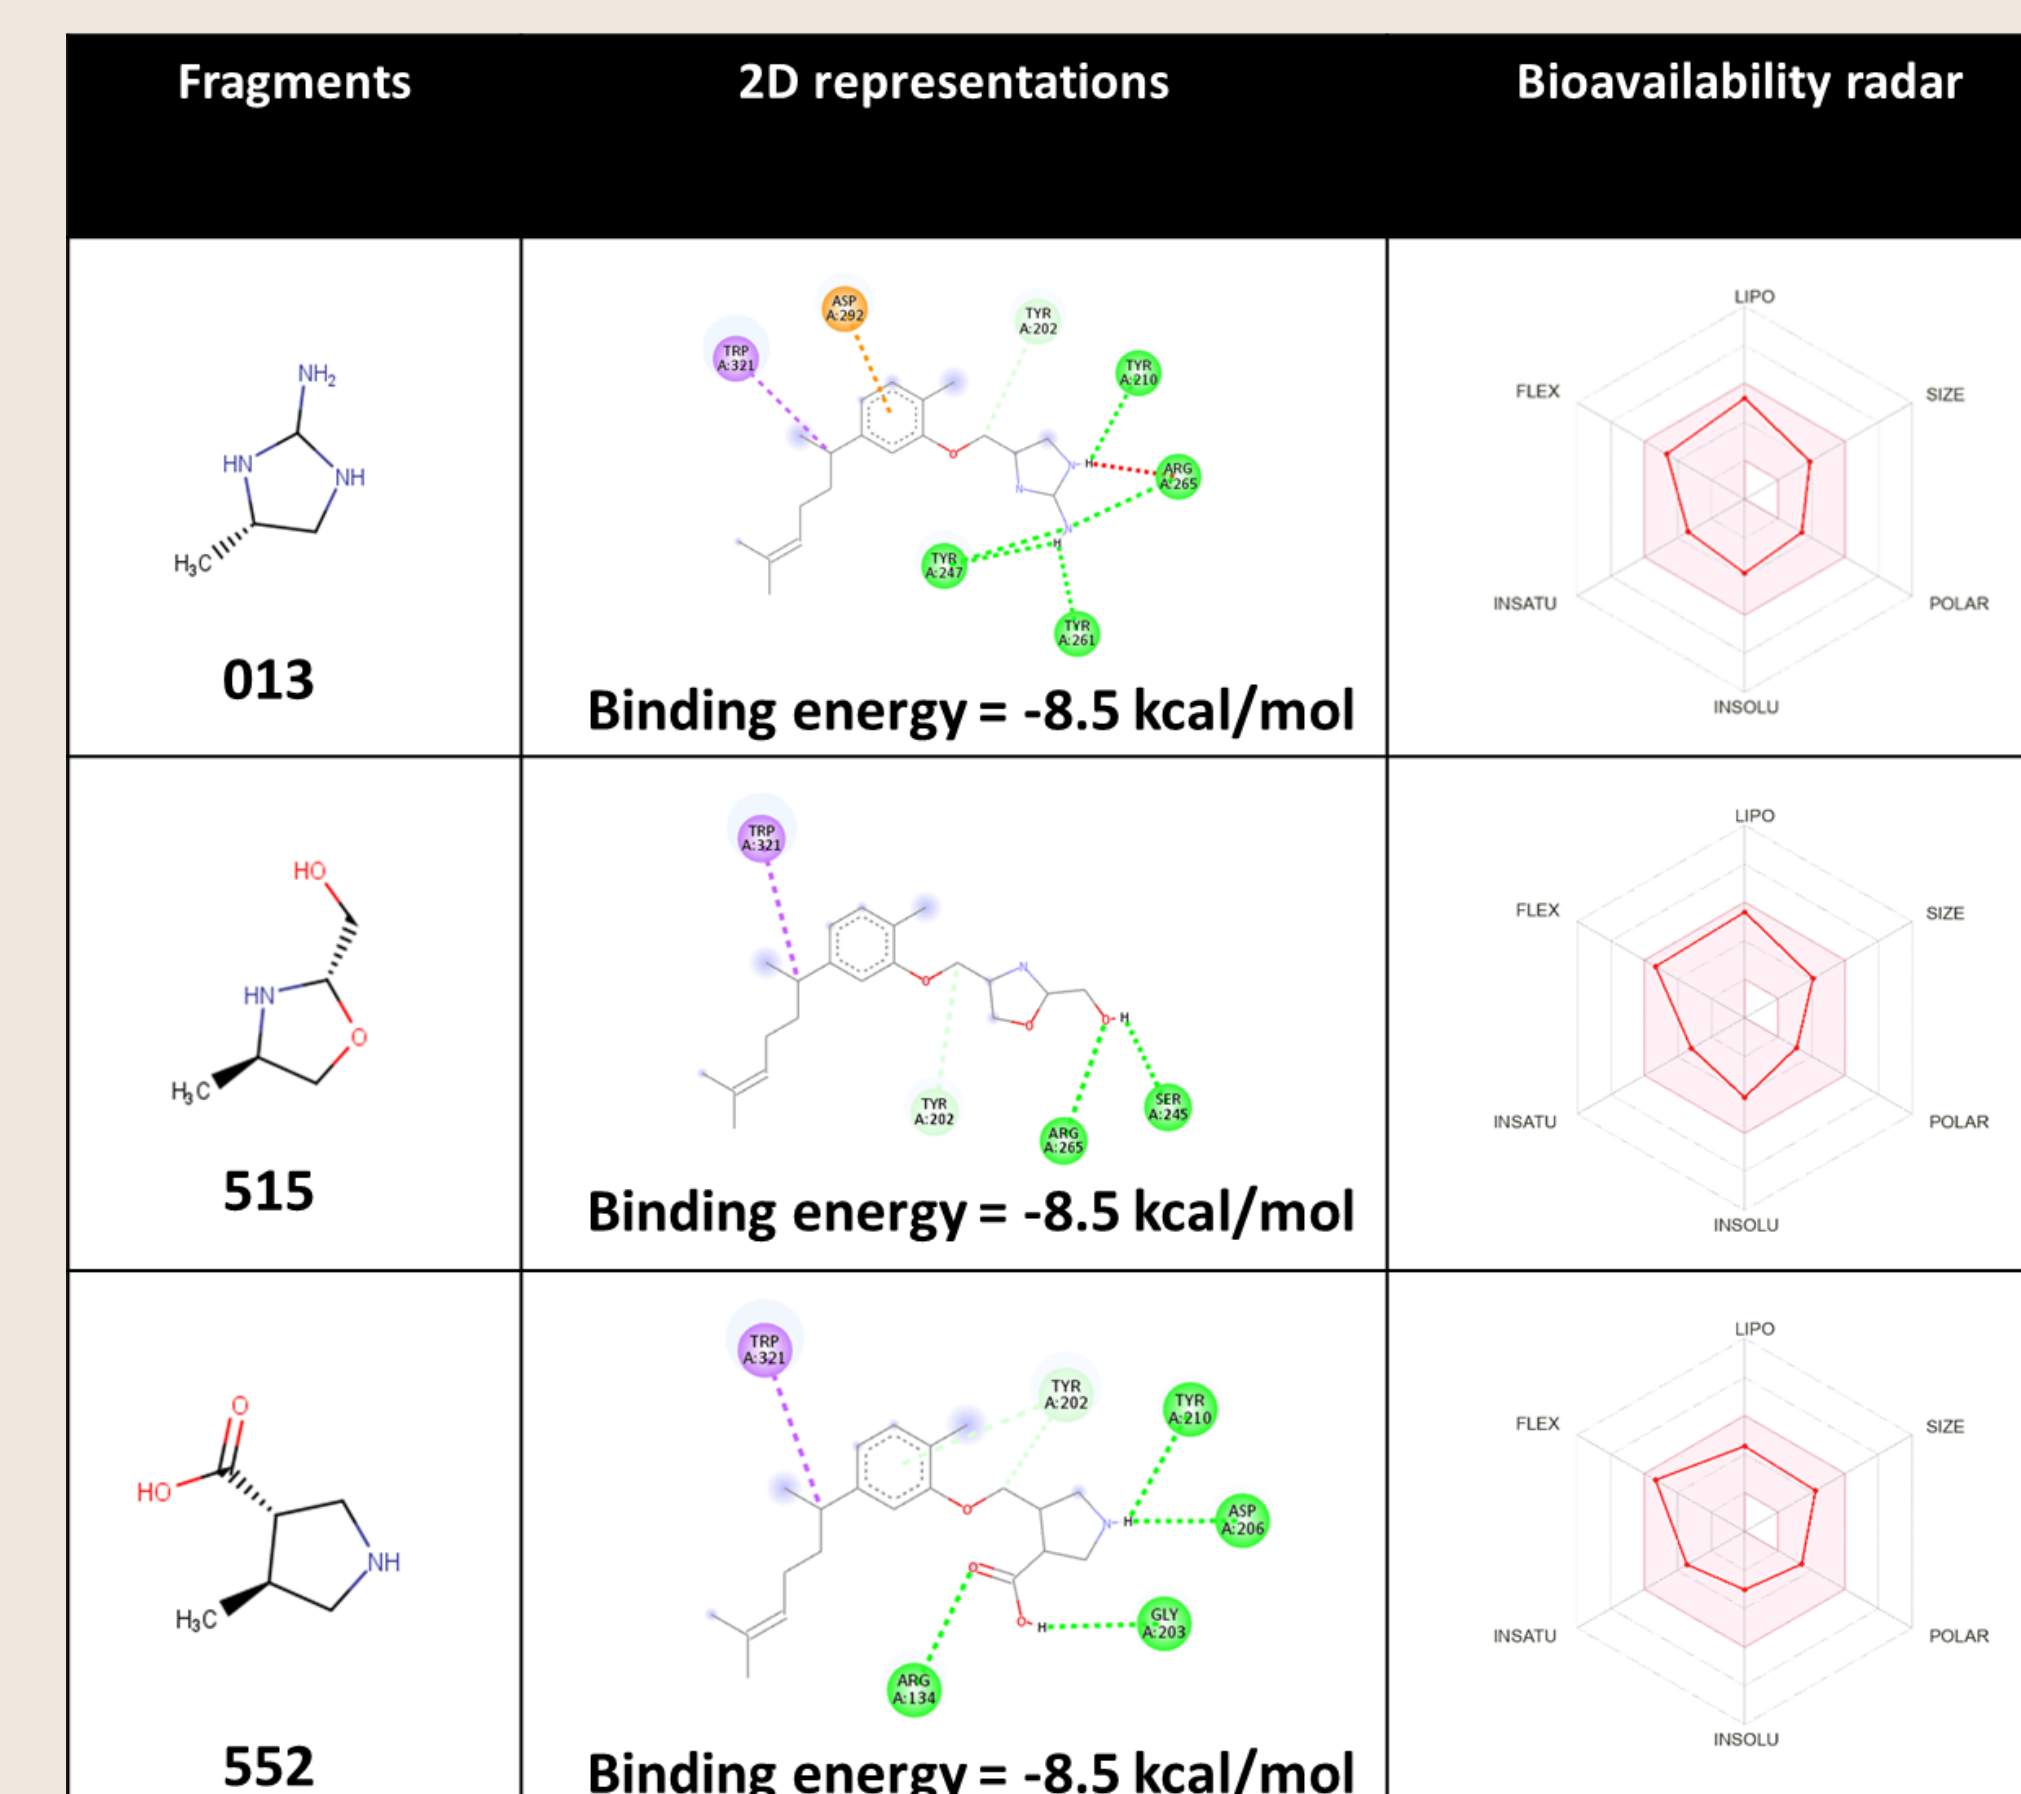 Fragments
2D representations
Bioavailability radar
NH₂
HN
NH
H₃C
013
ASP
A:292
TRP
A:321
TYR
A:202
TYR
A:210
ARG
A:265
TYR
A:247
TYR
A:261
O
N
N
N
H
H
Binding energy = -8.5 kcal/mol
LIPO
FLEX
SIZE
INSATU
POLAR
INSOLU
HO
HN
O
H₃C
515
TRP
A:321
TYR
A:202
ARG
A:265
SER
A:245
O
N
O
O
H
Binding energy = -8.5 kcal/mol
LIPO
FLEX
SIZE
INSATU
POLAR
INSOLU
O
HO
NH
H₃C
552
TRP
A:321
TYR
A:202
TYR
A:210
ASP
A:206
GLY
A:203
ARG
A:134
O
N
H
O
O
H
Binding energy = -8.5 kcal/mol
LIPO
FLEX
SIZE
INSATU
POLAR
INSOLU